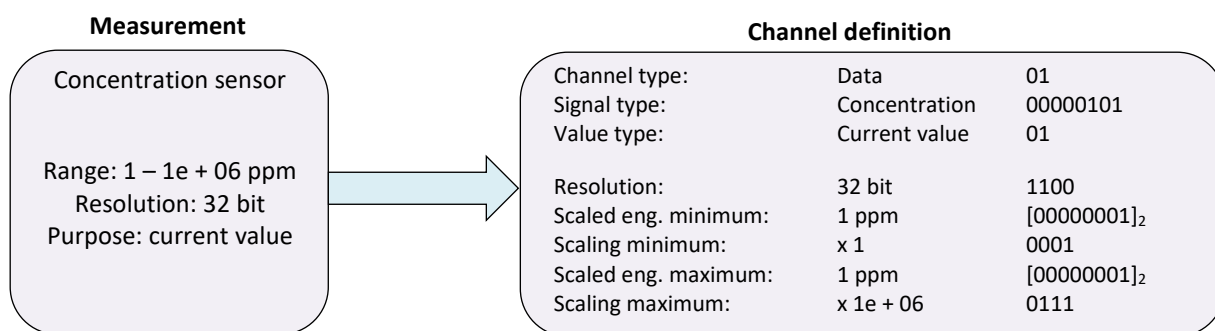 Measurement
Concentration sensor
Range: 1 – 1e + 06 ppm
Resolution: 32 bit
Purpose: current value
Channel definition
Channel type: Data 01
Signal type: Concentration 00000101
Value type: Current value 01
Resolution: 32 bit 1100
Scaled eng. minimum: 1 ppm [00000001]₂
Scaling minimum: x 1 0001
Scaled eng. maximum: 1 ppm [00000001]₂
Scaling maximum: x 1e + 06 0111